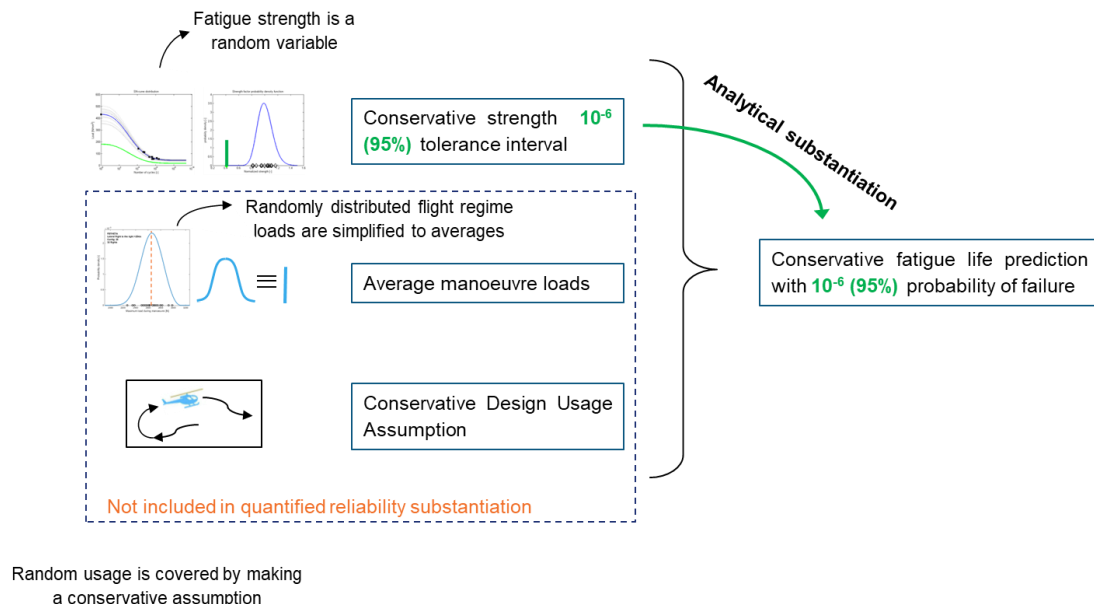 Fatigue strength is a
random variable
Conservative strength 10⁻⁶
(95%) tolerance interval
Analytical substantiation
Randomly distributed flight regime
loads are simplified to averages
Average manoeuvre loads
Conservative fatigue life prediction
with 10⁻⁶ (95%) probability of failure
Conservative Design Usage
Assumption
Not included in quantified reliability substantiation
Random usage is covered by making
a conservative assumption